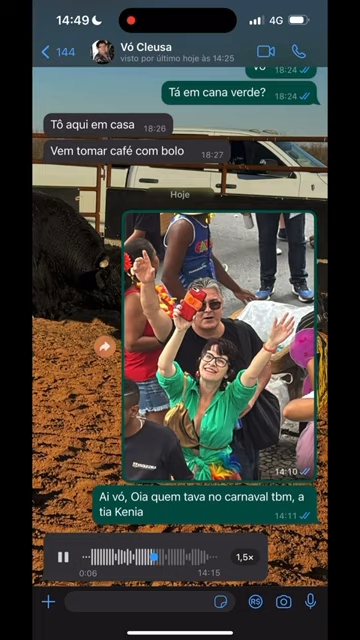 14:49
4G
144
Vó Cleusa
visto por último hoje às 14:25
Vó
18:24
Tá em cana verde?
18:24
Tô aqui em casa
18:26
Vem tomar café com bolo
18:27
Hoje
14:10
Ai vó, Oia quem tava no carnaval tbm, a
tia Kenia
14:11
1,5×
0:06
14:15